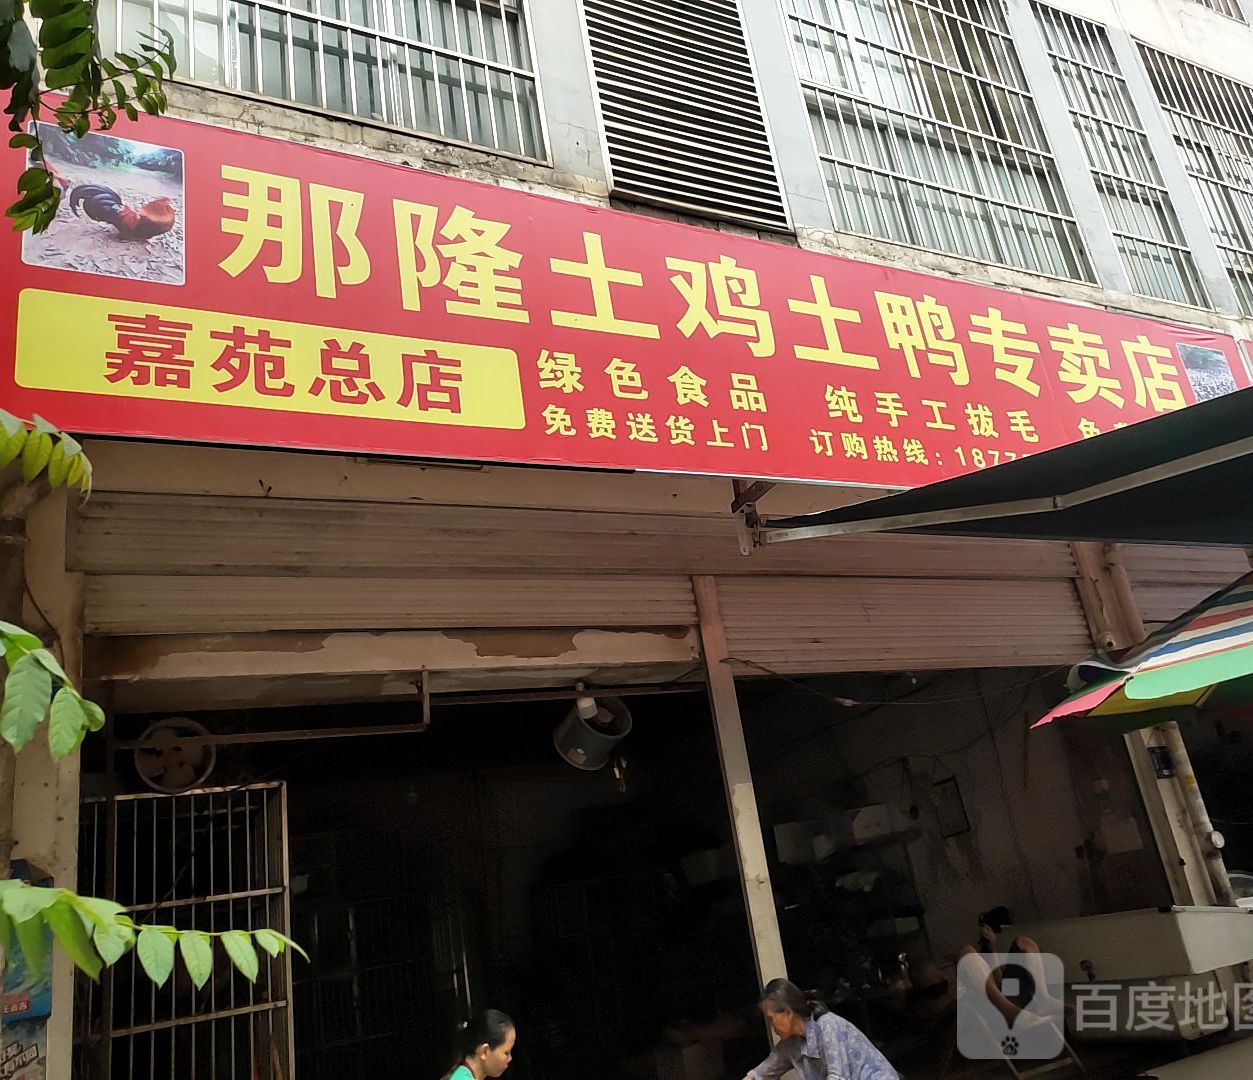 那隆土鸡土鸭专卖店
嘉苑总店
绿色食品 纯手工拔毛 免
免费送货上门 订购热线:1877
百度地图